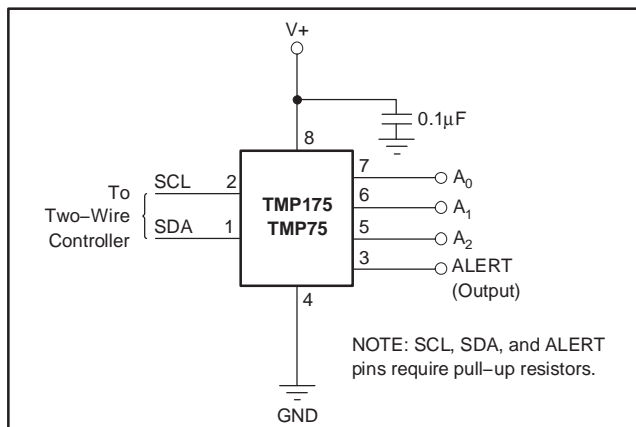 V+
8
0.1μF
To
Two–Wire
Controller
SCL
2
SDA
1
TMP175
TMP75
7
A0
6
A1
5
A2
3
ALERT
(Output)
4
GND
NOTE: SCL, SDA, and ALERT
pins require pull–up resistors.